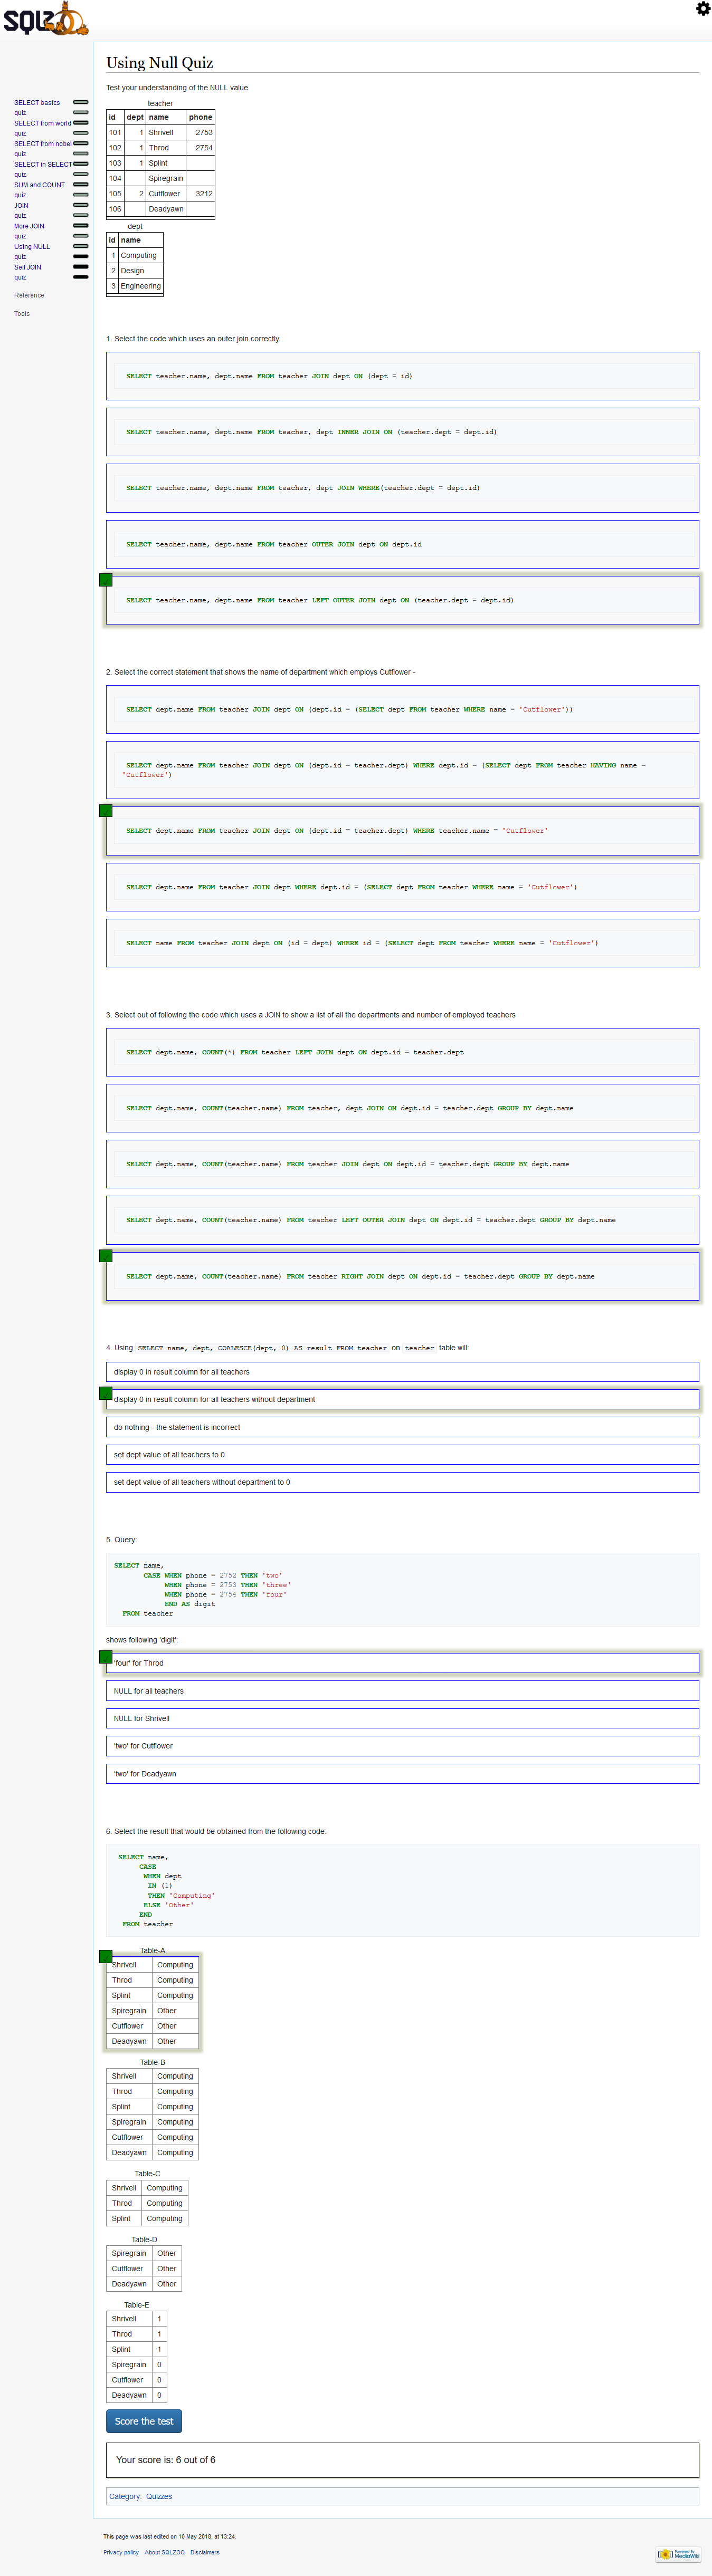 SQLZOO
Using Null Quiz
Test your understanding of the NULL value
SELECT basics
quiz
SELECT from world
quiz
SELECT from nobel
quiz
SELECT in SELECT
quiz
SUM and COUNT
quiz
JOIN
quiz
More JOIN
quiz
Using NULL
quiz
Self JOIN
quiz
Reference
Tools
teacher
id dept name phone
101 1 Shrivell 2753
102 1 Throd 2754
103 1 Splint
104 Spiregrain
105 2 Cutflower 3212
106 Deadyawn
dept
id name
1 Computing
2 Design
3 Engineering
1. Select the code which uses an outer join correctly.
SELECT teacher.name, dept.name FROM teacher JOIN dept ON (dept = id)
SELECT teacher.name, dept.name FROM teacher, dept INNER JOIN ON (teacher.dept = dept.id)
SELECT teacher.name, dept.name FROM teacher, dept JOIN WHERE(teacher.dept = dept.id)
SELECT teacher.name, dept.name FROM teacher OUTER JOIN dept ON dept.id
SELECT teacher.name, dept.name FROM teacher LEFT OUTER JOIN dept ON (teacher.dept = dept.id)
2. Select the correct statement that shows the name of department which employs Cutflower -
SELECT dept.name FROM teacher JOIN dept ON (dept.id = (SELECT dept FROM teacher WHERE name = 'Cutflower'))
SELECT dept.name FROM teacher JOIN dept ON (dept.id = teacher.dept) WHERE dept.id = (SELECT dept FROM teacher HAVING name =
'Cutflower')
SELECT dept.name FROM teacher JOIN dept ON (dept.id = teacher.dept) WHERE teacher.name = 'Cutflower'
SELECT dept.name FROM teacher JOIN dept WHERE dept.id = (SELECT dept FROM teacher WHERE name = 'Cutflower')
SELECT name FROM teacher JOIN dept ON (id = dept) WHERE id = (SELECT dept FROM teacher WHERE name = 'Cutflower')
3. Select out of following the code which uses a JOIN to show a list of all the departments and number of employed teachers
SELECT dept.name, COUNT(*) FROM teacher LEFT JOIN dept ON dept.id = teacher.dept
SELECT dept.name, COUNT(teacher.name) FROM teacher, dept JOIN ON dept.id = teacher.dept GROUP BY dept.name
SELECT dept.name, COUNT(teacher.name) FROM teacher JOIN dept ON dept.id = teacher.dept GROUP BY dept.name
SELECT dept.name, COUNT(teacher.name) FROM teacher LEFT OUTER JOIN dept ON dept.id = teacher.dept GROUP BY dept.name
SELECT dept.name, COUNT(teacher.name) FROM teacher RIGHT JOIN dept ON dept.id = teacher.dept GROUP BY dept.name
4. Using SELECT name, dept, COALESCE(dept, 0) AS result FROM teacher on teacher table will:
display 0 in result column for all teachers
display 0 in result column for all teachers without department
do nothing - the statement is incorrect
set dept value of all teachers to 0
set dept value of all teachers without department to 0
5. Query:
SELECT name,
CASE WHEN phone = 2752 THEN 'two'
WHEN phone = 2753 THEN 'three'
WHEN phone = 2754 THEN 'four'
END AS digit
FROM teacher
shows following 'digit':
'four' for Throd
NULL for all teachers
NULL for Shrivell
'two' for Cutflower
'two' for Deadyawn
6. Select the result that would be obtained from the following code:
SELECT name,
CASE
WHEN dept
IN (1)
THEN 'Computing'
ELSE 'Other'
END
FROM teacher
Table-A
Shrivell Computing
Throd Computing
Splint Computing
Spiregrain Other
Cutflower Other
Deadyawn Other
Table-B
Shrivell Computing
Throd Computing
Splint Computing
Spiregrain Computing
Cutflower Computing
Deadyawn Computing
Table-C
Shrivell Computing
Throd Computing
Splint Computing
Table-D
Spiregrain Other
Cutflower Other
Deadyawn Other
Table-E
Shrivell 1
Throd 1
Splint 1
Spiregrain 0
Cutflower 0
Deadyawn 0
Score the test
Your score is: 6 out of 6
Category: Quizzes
This page was last edited on 10 May 2018, at 13:24.
Privacy policy About SQLZOO Disclaimers
Powered By
MediaWiki